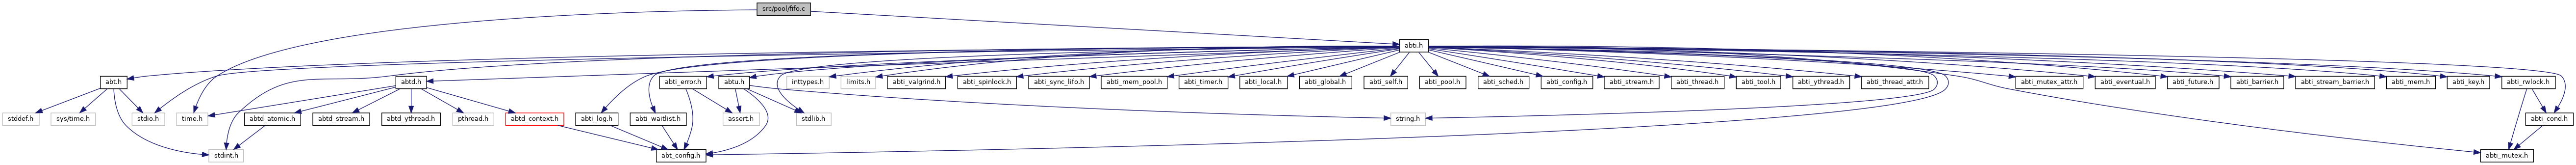 src/pool/fifo.c
abti.h
abt.h
abtd.h
abti_error.h
abtu.h
inttypes.h
limits.h
abti_valgrind.h
abti_spinlock.h
abti_sync_lifo.h
abti_mem_pool.h
abti_timer.h
abti_local.h
abti_global.h
abti_self.h
abti_pool.h
abti_sched.h
abti_config.h
abti_stream.h
abti_thread.h
abti_tool.h
abti_ythread.h
abti_thread_attr.h
abti_mutex_attr.h
abti_eventual.h
abti_future.h
abti_barrier.h
abti_stream_barrier.h
abti_mem.h
abti_key.h
abti_rwlock.h
stddef.h
sys/time.h
stdio.h
time.h
abtd_atomic.h
abtd_stream.h
abtd_ythread.h
pthread.h
abtd_context.h
abti_log.h
abti_waitlist.h
assert.h
stdlib.h
string.h
abti_cond.h
stdint.h
abt_config.h
abti_mutex.h